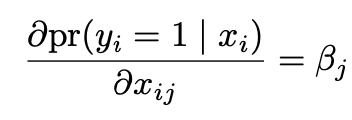 ∂pr(yᵢ = 1 | xᵢ) / ∂xᵢⱼ = βⱼ